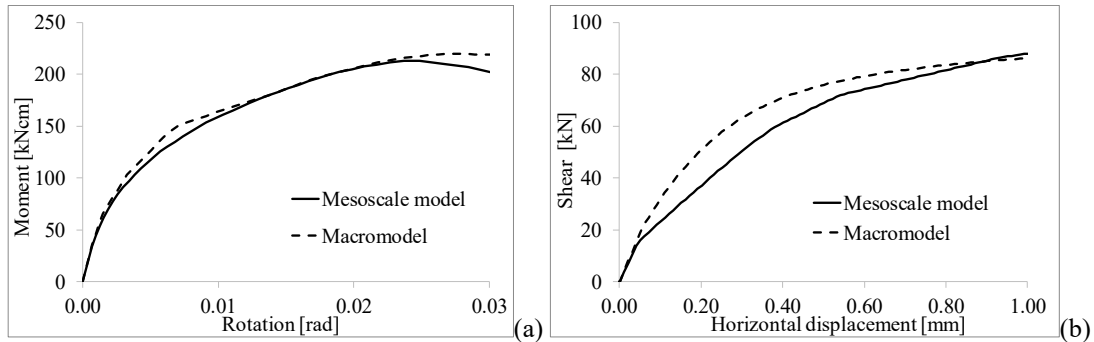 250
200
150
100
50
0
Moment [kNcm]
Mesoscale model
Macromodel
0.00 0.01 0.02 0.03
Rotation [rad]
(a)
100
80
60
40
20
0
Shear [kN]
Mesoscale model
Macromodel
0.00 0.20 0.40 0.60 0.80 1.00
Horizontal displacement [mm]
(b)